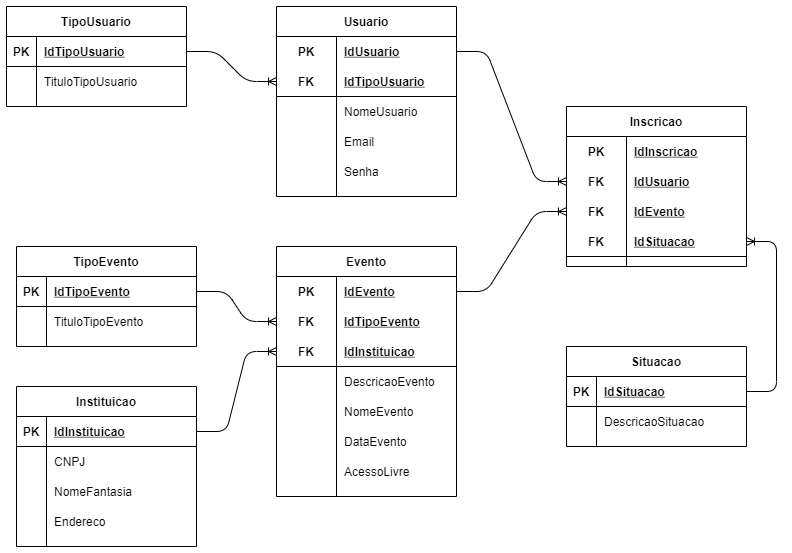 TipoUsuario
PK IdTipoUsuario
TituloTipoUsuario
Usuario
PK IdUsuario
FK IdTipoUsuario
NomeUsuario
Email
Senha
Inscricao
PK IdInscricao
FK IdUsuario
FK IdEvento
FK IdSituacao
TipoEvento
PK IdTipoEvento
TituloTipoEvento
Evento
PK IdEvento
FK IdTipoEvento
FK IdInstituicao
DescricaoEvento
NomeEvento
DataEvento
AcessoLivre
Instituicao
PK IdInstituicao
CNPJ
NomeFantasia
Endereco
Situacao
PK IdSituacao
DescricaoSituacao